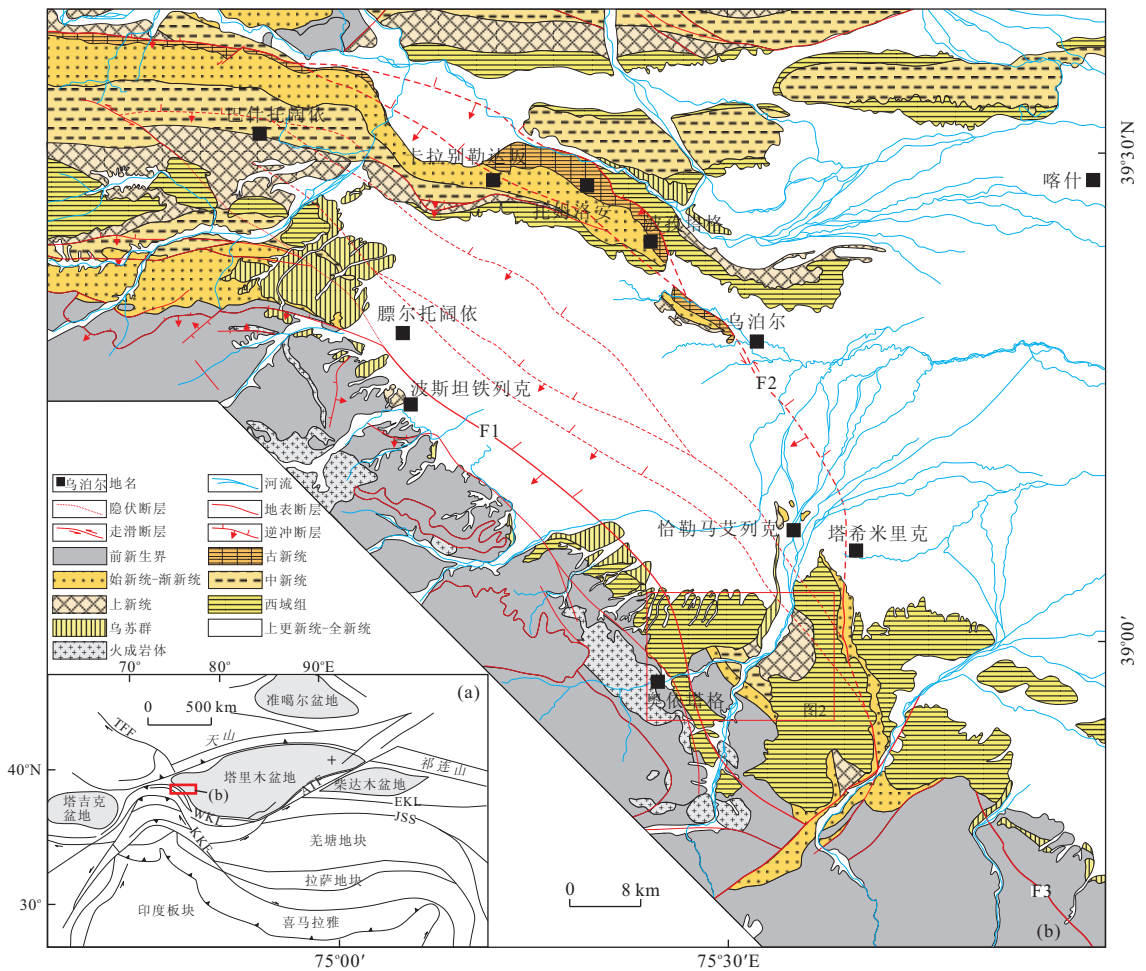 巴什托阔依
卡拉别勒达坂
托姆洛安
喀什
39°30′N
膘尔托阔依
乌泊尔
F2
波斯坦铁列克
F1
恰勒马艾列克
塔希米里克
39°00′N
奥依塔格
图2
F3
0 8 km
(b)
75°00′
75°30′E
乌泊尔 地名
河流
隐伏断层
地表断层
走滑断层
逆冲断层
前新生界
古新统
始新统-渐新统
中新统
上新统
西域组
乌苏群
上更新统-全新统
火成岩体
70°
80°
90°E
(a)
0 500 km
准噶尔盆地
TFF
天山
40°N
塔里木盆地
祁连山
ATF
柴达木盆地
塔吉克
盆地
(b)
WKL
EKL
JSS
KKF
羌塘地块
拉萨地块
30°
印度板块
喜马拉雅